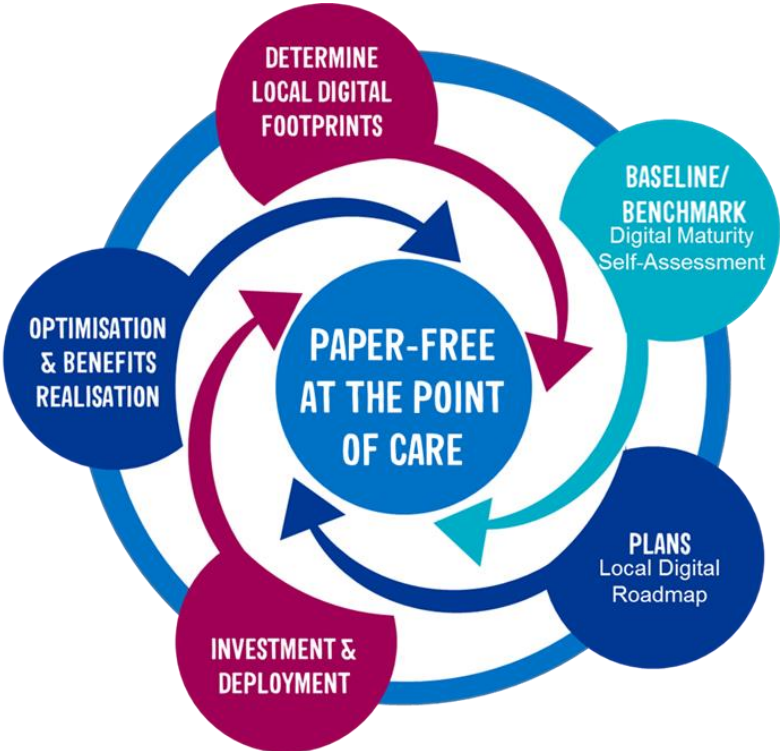 DETERMINE
LOCAL DIGITAL
FOOTPRINTS
BASELINE/
BENCHMARK
Digital Maturity
Self-Assessment
PLANS
Local Digital
Roadmap
INVESTMENT &
DEPLOYMENT
OPTIMISATION
& BENEFITS
REALISATION
PAPER-FREE
AT THE POINT
OF CARE